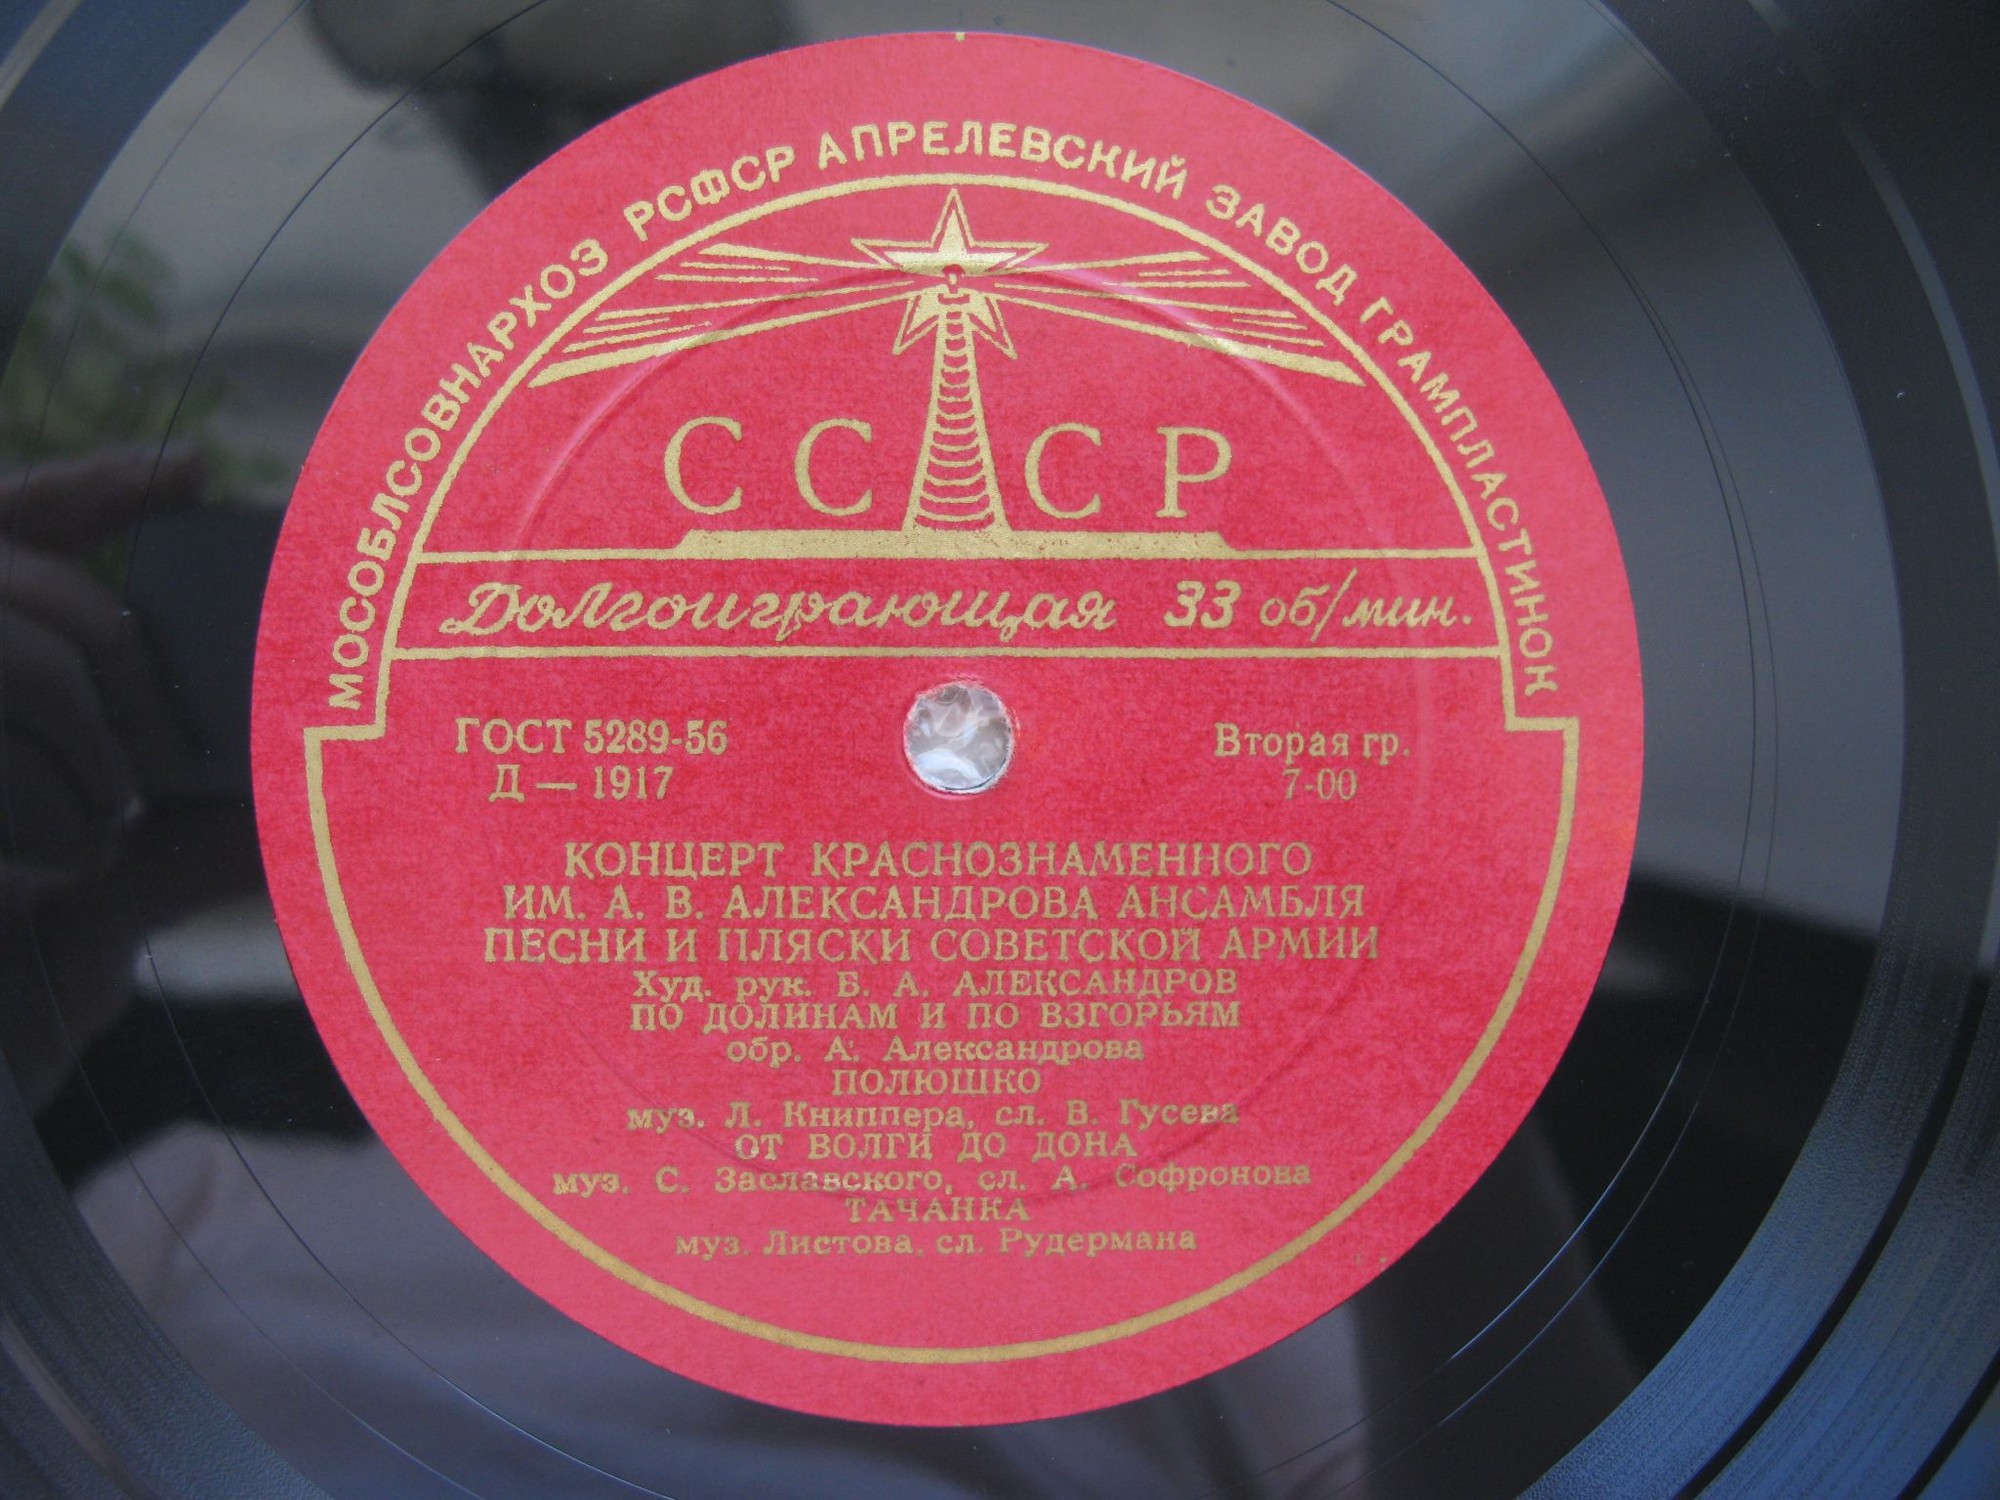 МОСОБЛСОВНАРХОЗ РСФСР АПРЕЛЕВСКИЙ ЗАВОД ГРАМПЛАСТИНОК
СССР
Долгоиграющая 33 об/мин.
ГОСТ 5289-56
Д — 1917
Вторая гр.
7-00
КОНЦЕРТ КРАСНОЗНАМЕННОГО
ИМ. А. В. АЛЕКСАНДРОВА АНСАМБЛЯ
ПЕСНИ И ПЛЯСКИ СОВЕТСКОЙ АРМИИ
Худ. рук. Б. А. АЛЕКСАНДРОВ
ПО ДОЛИНАМ И ПО ВЗГОРЬЯМ
обр. А. Александрова
ПОЛЮШКО
муз. Л. Книппера, сл. В. Гусева
ОТ ВОЛГИ ДО ДОНА
муз. С. Заславского, сл. А. Софронова
ТАЧАНКА
муз. Листова, сл. Рудермана